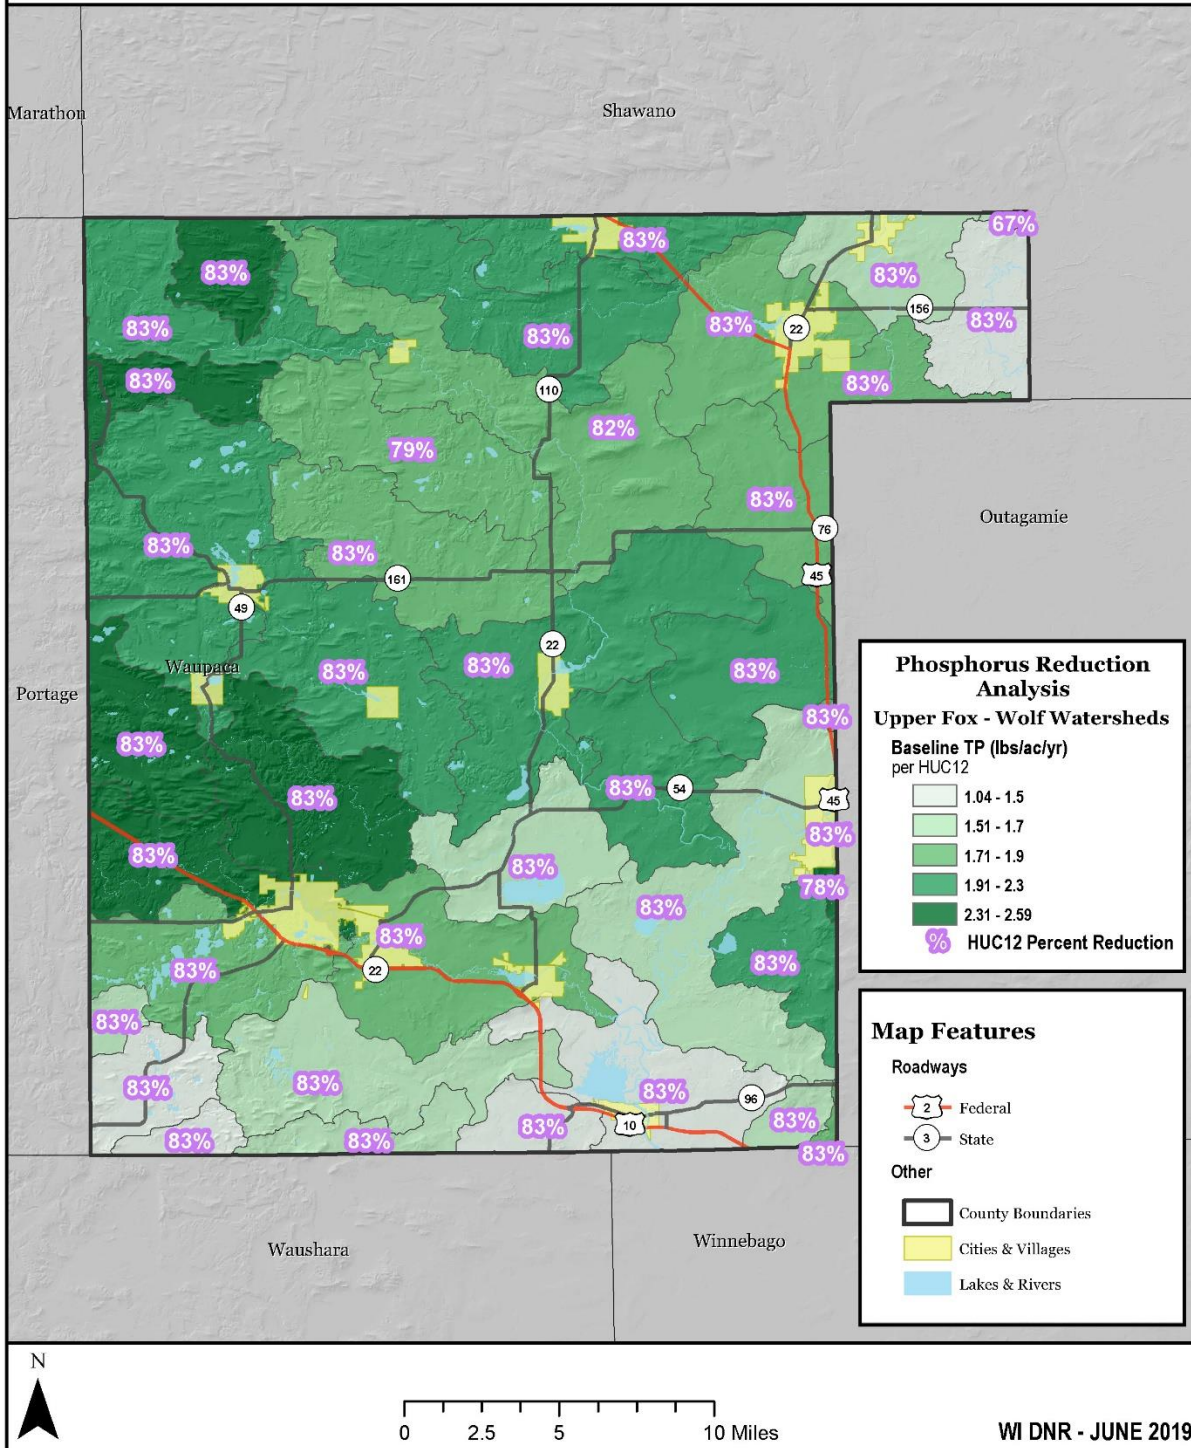 Marathon
Shawano
67%
83%
83%
83%
156
83%
83%
83%
22
83%
83%
83%
110
83%
82%
79%
83%
76
Outagamie
83%
83%
161
45
49
22
Waupaca
83%
83%
83%
Portage
83%
83%
83%
83%
54
45
83%
83%
83%
78%
83%
83%
83%
83%
22
83%
83%
83%
83%
83%
96
83%
83%
83%
83%
10
83%
83%
Waushara
Winnebago
Phosphorus Reduction
Analysis
Upper Fox - Wolf Watersheds
Baseline TP (lbs/ac/yr)
per HUC12
1.04 - 1.5
1.51 - 1.7
1.71 - 1.9
1.91 - 2.3
2.31 - 2.59
% HUC12 Percent Reduction
Map Features
Roadways
2 Federal
3 State
Other
County Boundaries
Cities & Villages
Lakes & Rivers
N
0 2.5 5 10 Miles
WI DNR - JUNE 2019